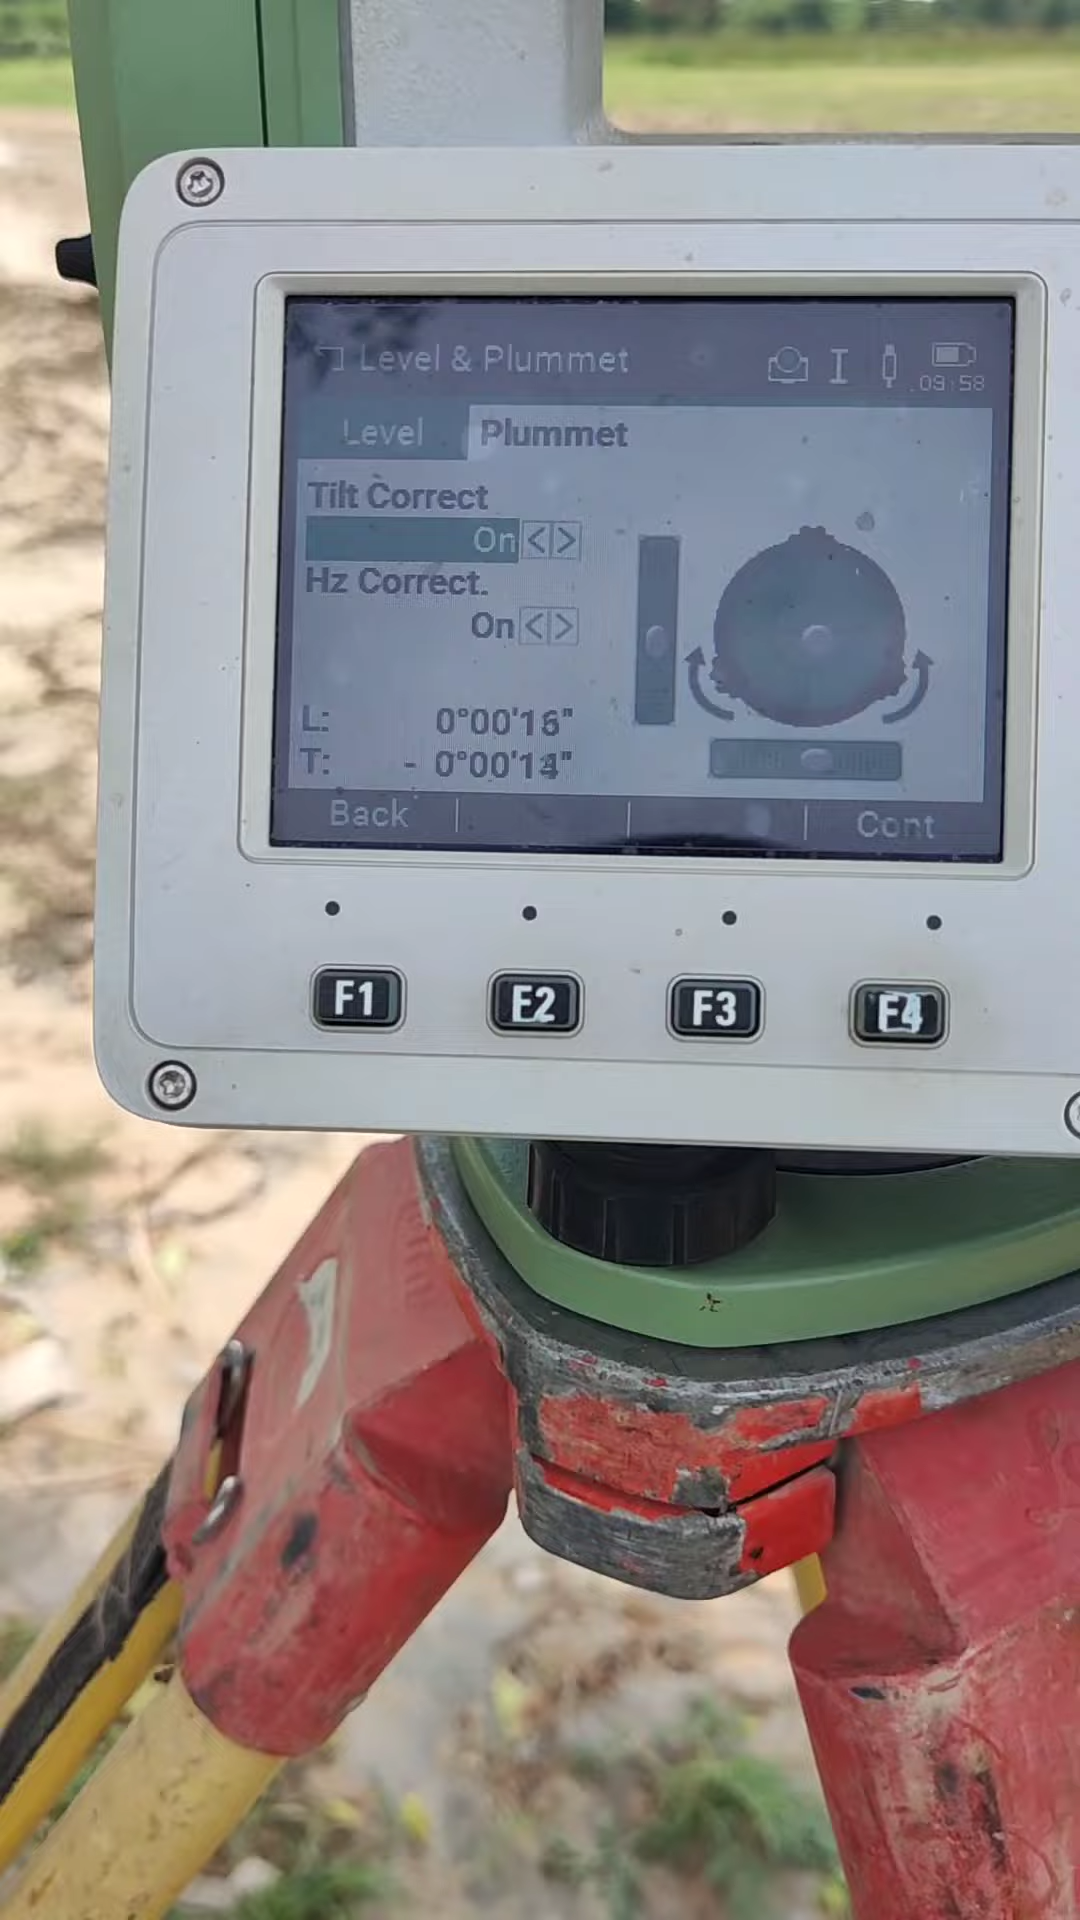 Level & Plummet
09:58
Level Plummet
Tilt Correct
On
Hz Correct.
On
L: 0°00'16"
T: - 0°00'14"
Back Cont
F1 F2 F3 F4